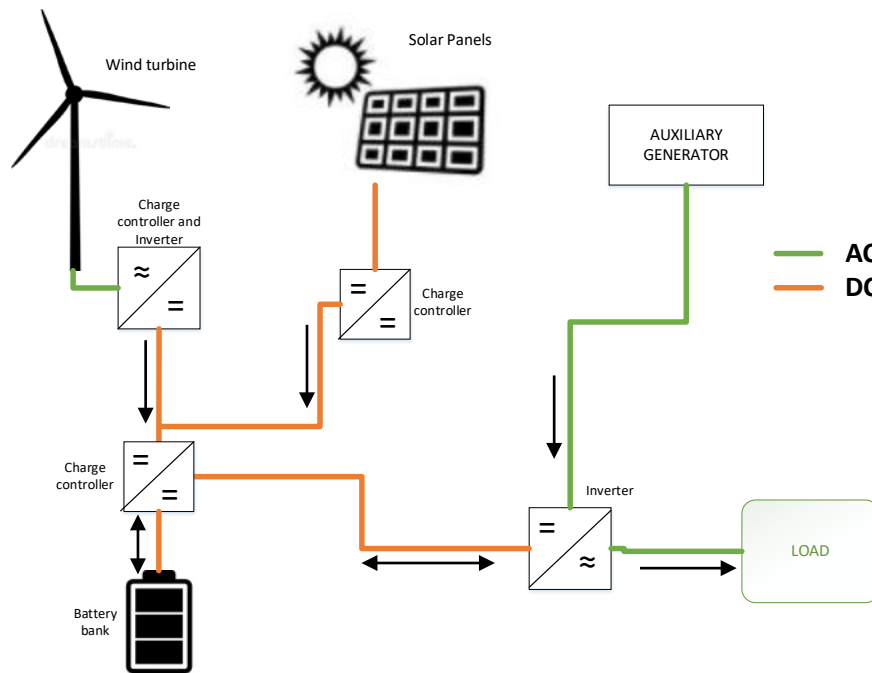 Wind turbine
Solar Panels
dreamstime.
AUXILIARY
GENERATOR
Charge
controller and
Inverter
≈
=
=
=
Charge
controller
AC
DC
Charge
controller
=
=
Inverter
=
≈
LOAD
Battery
bank